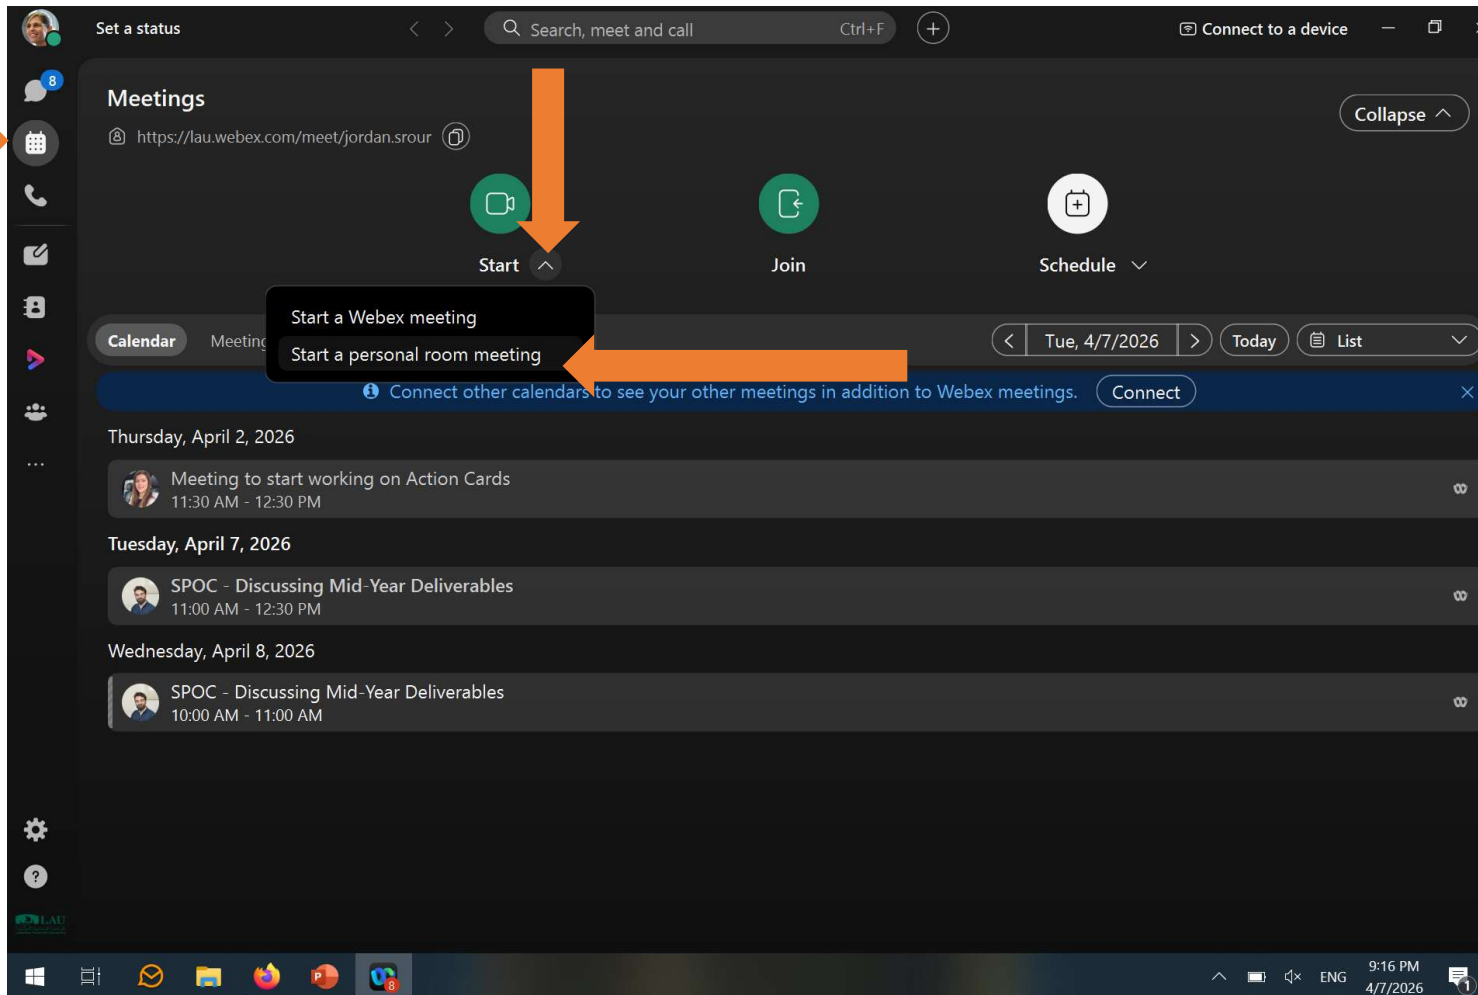 Set a status
Search, meet and call
Ctrl+F
Connect to a device
8
Meetings
Collapse
https://lau.webex.com/meet/jordan.srour
Start
Join
Schedule
Start a Webex meeting
Start a personal room meeting
Calendar
Meeting
Tue, 4/7/2026
Today
List
Connect other calendars to see your other meetings in addition to Webex meetings.
Connect
Thursday, April 2, 2026
Meeting to start working on Action Cards
11:30 AM - 12:30 PM
Tuesday, April 7, 2026
SPOC - Discussing Mid-Year Deliverables
11:00 AM - 12:30 PM
Wednesday, April 8, 2026
SPOC - Discussing Mid-Year Deliverables
10:00 AM - 11:00 AM
LAU
8
ENG
9:16 PM
4/7/2026
1